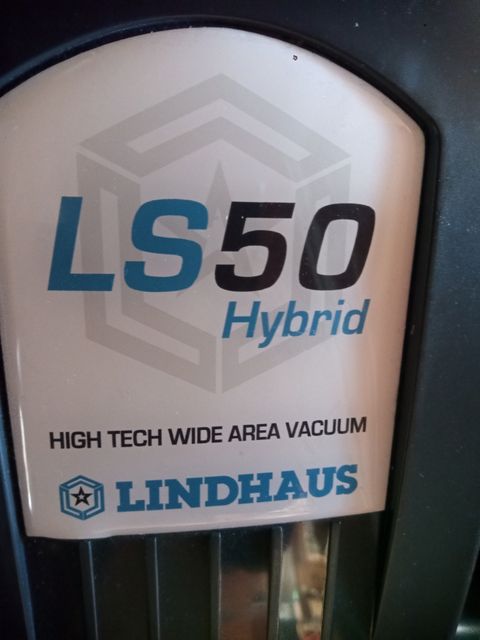 LS50
Hybrid
HIGH TECH WIDE AREA VACUUM
LINDHAUS